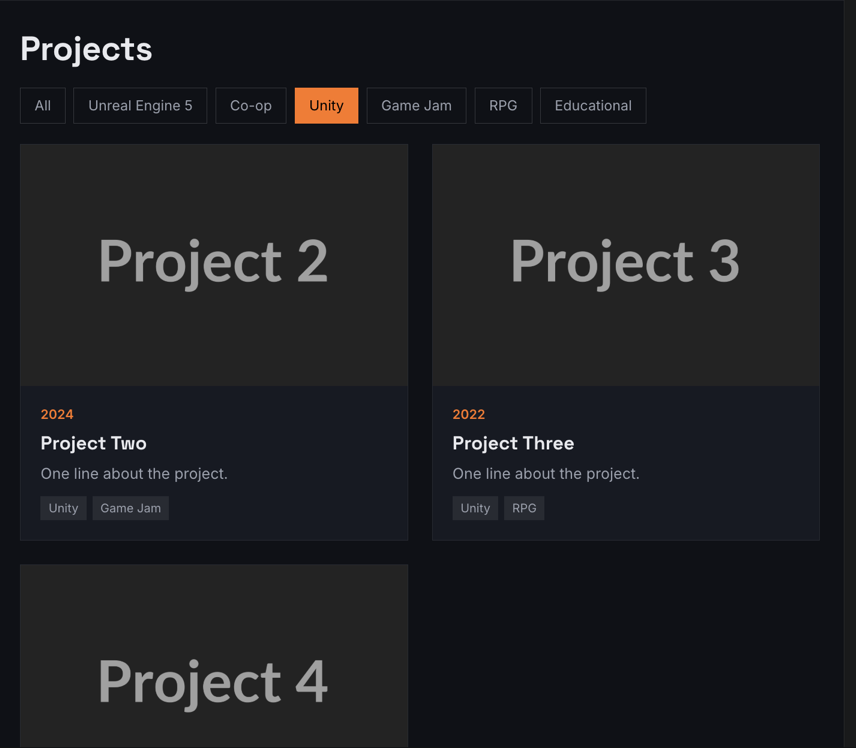 Projects
All Unreal Engine 5 Co-op Unity Game Jam RPG Educational
Project 2
Project 3
2024
Project Two
One line about the project.
Unity Game Jam
2022
Project Three
One line about the project.
Unity RPG
Project 4